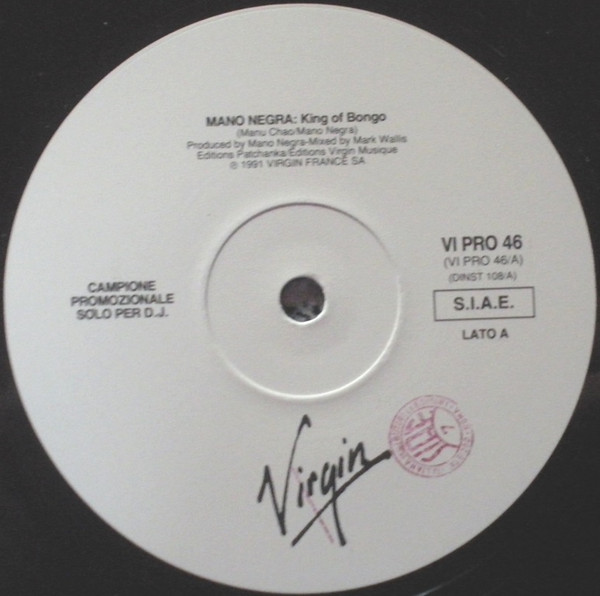 MANO NEGRA: King of Bongo
(Manu Chao/Mano Negra)
Produced by Mano Negra-Mixed by Mark Wallis
Editions Patchanka/Editions Virgin Musique
℗ 1991 VIRGIN FRANCE SA
CAMPIONE
PROMOZIONALE
SOLO PER D.J.
VI PRO 46
(VI PRO 46/A)
(DINST 108/A)
S.I.A.E.
LATO A
Virgin